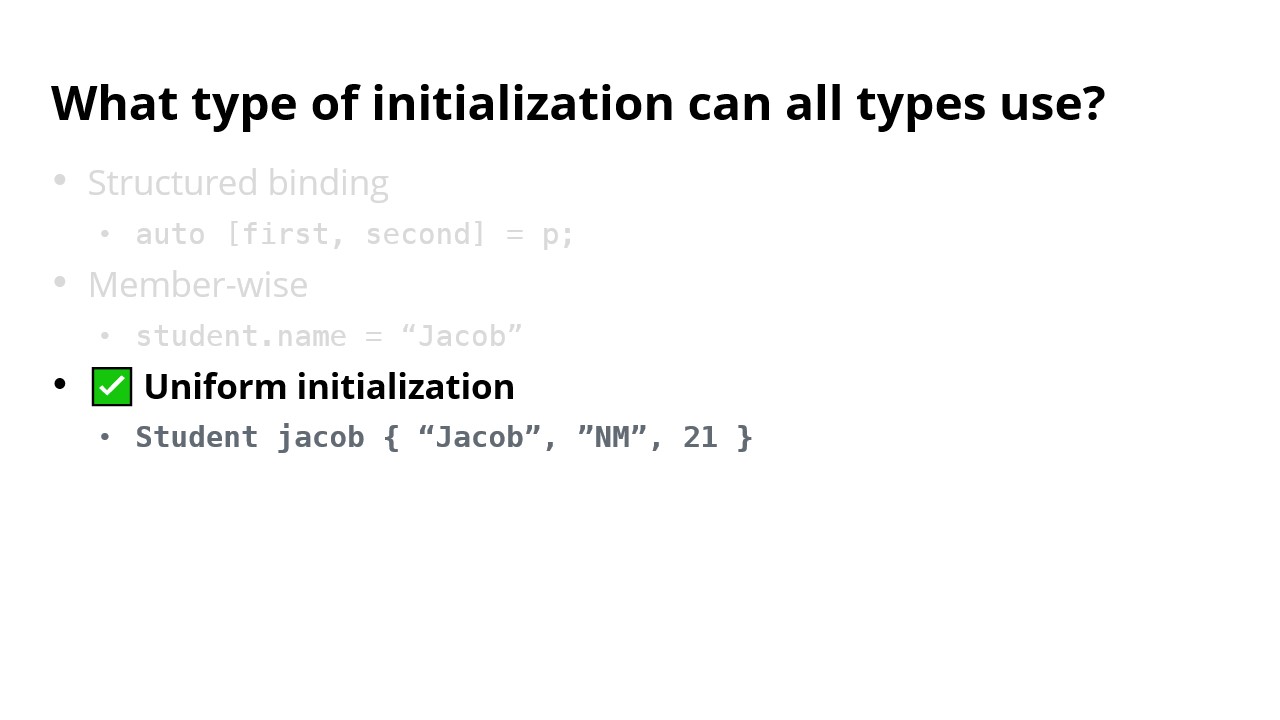 What type of initialization can all types use?
• Structured binding
• auto [first, second] = p;
• Member-wise
• student.name = “Jacob”
• ✅ Uniform initialization
• Student jacob { “Jacob”, ”NM”, 21 }